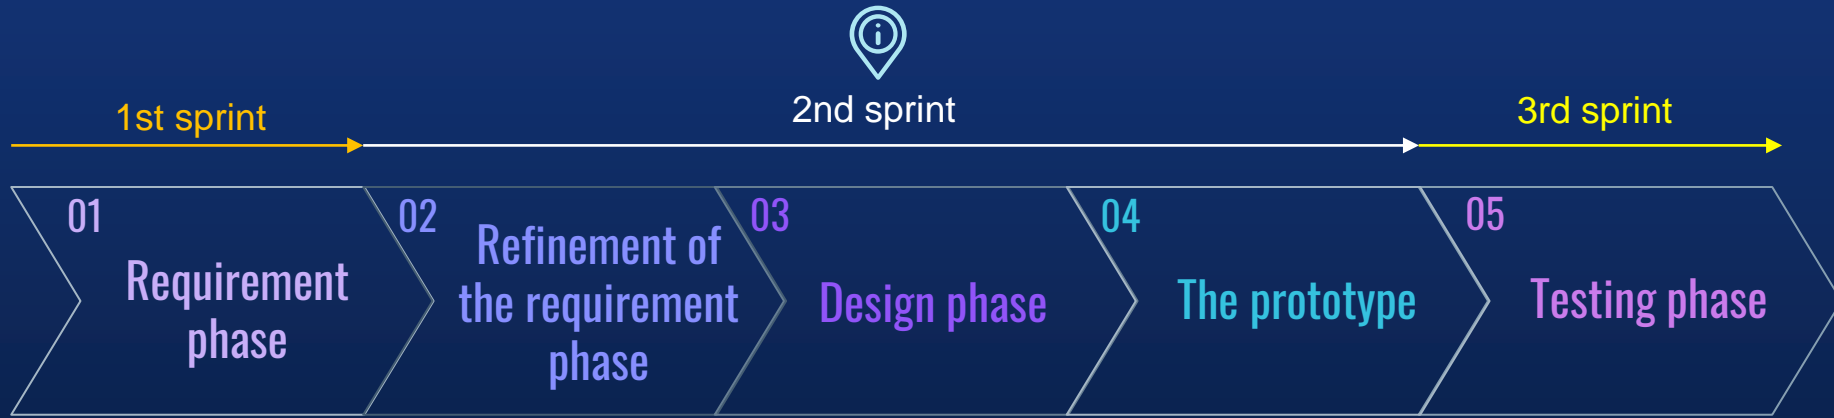 1st sprint
2nd sprint
3rd sprint
01
Requirement
phase
02
Refinement of
the requirement
phase
03
Design phase
04
The prototype
05
Testing phase